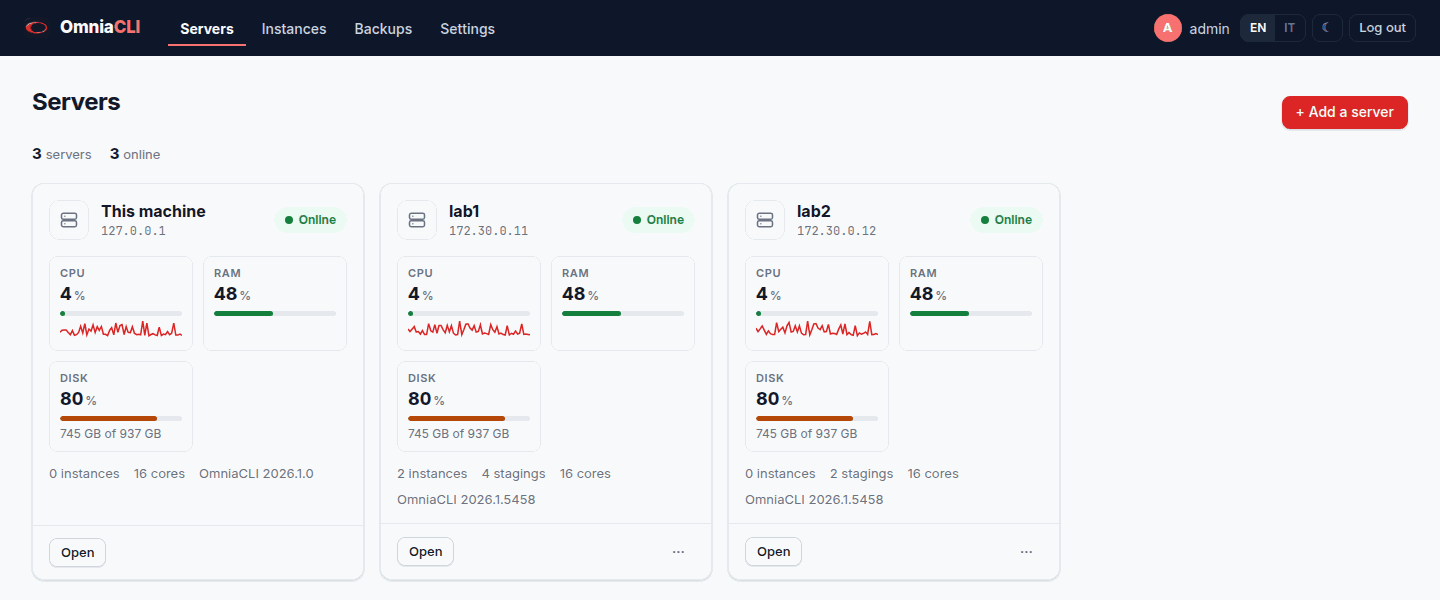 OmniaCLI Servers Instances Backups Settings A admin EN IT Log out
Servers
+ Add a server
3 servers 3 online
This machine
127.0.0.1
Online
CPU
4 %
RAM
48 %
DISK
80 %
745 GB of 937 GB
0 instances 16 cores OmniaCLI 2026.1.0
Open
lab1
172.30.0.11
Online
CPU
4 %
RAM
48 %
DISK
80 %
745 GB of 937 GB
2 instances 4 stagings 16 cores
OmniaCLI 2026.1.5458
Open ...
lab2
172.30.0.12
Online
CPU
4 %
RAM
48 %
DISK
80 %
745 GB of 937 GB
0 instances 2 stagings 16 cores
OmniaCLI 2026.1.5458
Open ...